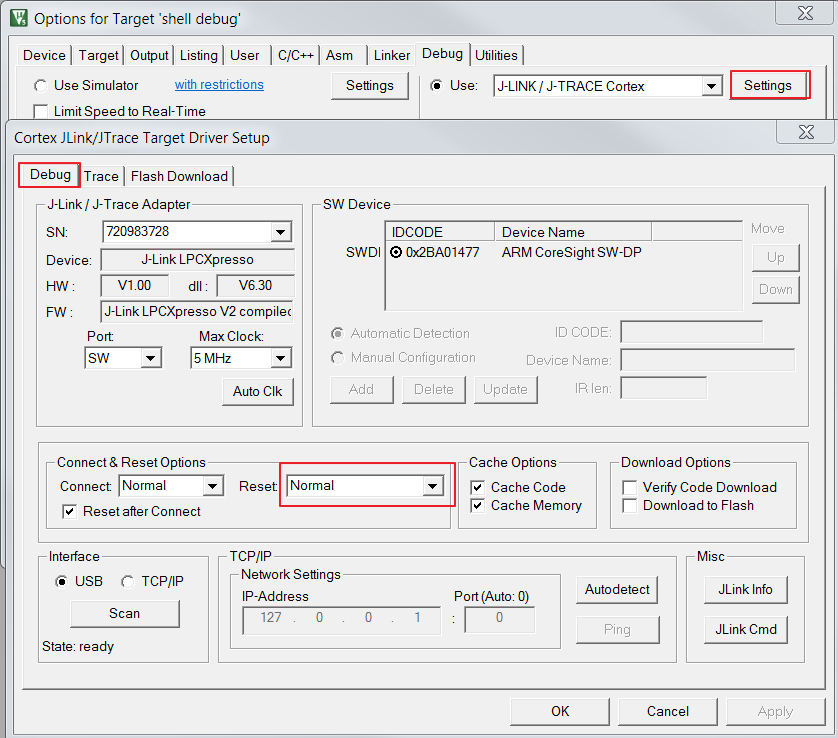 Options for Target 'shell debug'
Device Target Output Listing User C/C++ Asm Linker Debug Utilities
Use Simulator with restrictions Settings Use: J-LINK / J-TRACE Cortex Settings
Limit Speed to Real-Time
Cortex JLink/JTrace Target Driver Setup
Debug Trace Flash Download
J-Link / J-Trace Adapter
SN: 720983728
Device: J-Link LPCXpresso
HW : V1.00 dll : V6.30
FW : J-Link LPCXpresso V2 compiled
Port: Max Clock:
SW 5 MHz
Auto Clk
SW Device
IDCODE Device Name Move
SWDI 0x2BA01477 ARM CoreSight SW-DP Up
Down
Automatic Detection ID CODE:
Manual Configuration Device Name:
Add Delete Update IR len:
Connect & Reset Options
Connect: Normal Reset: Normal
Reset after Connect
Cache Options
Cache Code
Cache Memory
Download Options
Verify Code Download
Download to Flash
Interface
USB TCP/IP
Scan
State: ready
TCP/IP
Network Settings
IP-Address Port (Auto: 0)
127 . 0 . 0 . 1 : 0
Autodetect
Ping
Misc
JLink Info
JLink Cmd
OK Cancel Apply